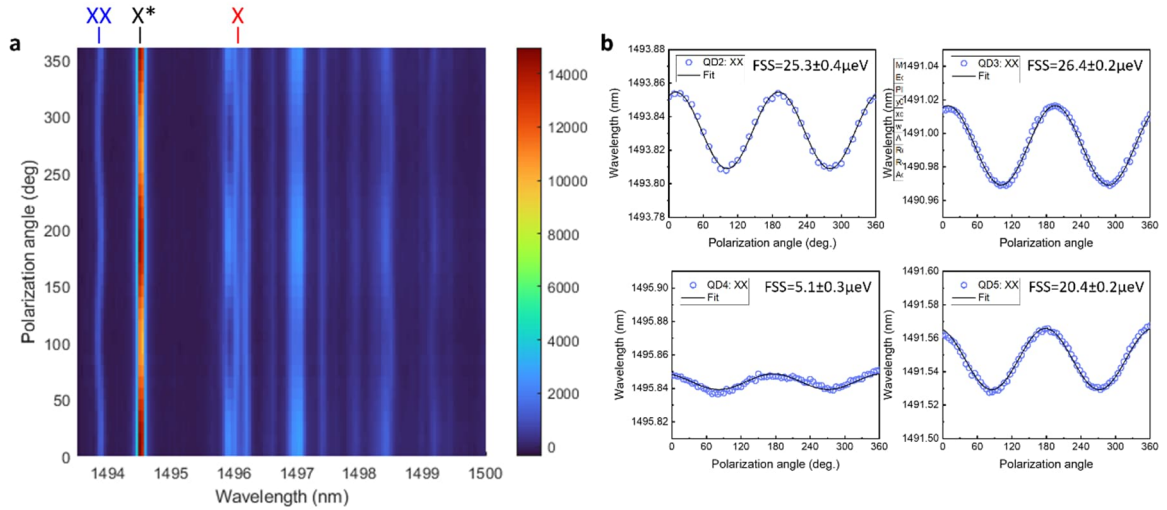 XX X* X
a
Polarization angle (deg)
350
300
250
200
150
100
50
0
1494 1495 1496 1497 1498 1499 1500
Wavelength (nm)
14000
12000
10000
8000
6000
4000
2000
0
b
QD2: XX
Fit
FSS=25.3±0.4μeV
Wavelength (nm)
1493.88
1493.86
1493.84
1493.82
1493.80
1493.78
0 60 120 180 240 300 360
Polarization angle (deg.)
QD3: XX
Fit
FSS=26.4±0.2μeV
Wavelength (nm)
1491.04
1491.02
1491.00
1490.98
1490.96
0 60 120 180 240 300 360
Polarization angle
QD4: XX
Fit
FSS=5.1±0.3μeV
Wavelength (nm)
1495.90
1495.88
1495.86
1495.84
1495.82
0 60 120 180 240 300 360
Polarization angle (deg.)
QD5: XX
Fit
FSS=20.4±0.2μeV
Wavelength (nm)
1491.60
1491.58
1491.56
1491.54
1491.52
1491.50
0 60 120 180 240 300 360
Polarization angle